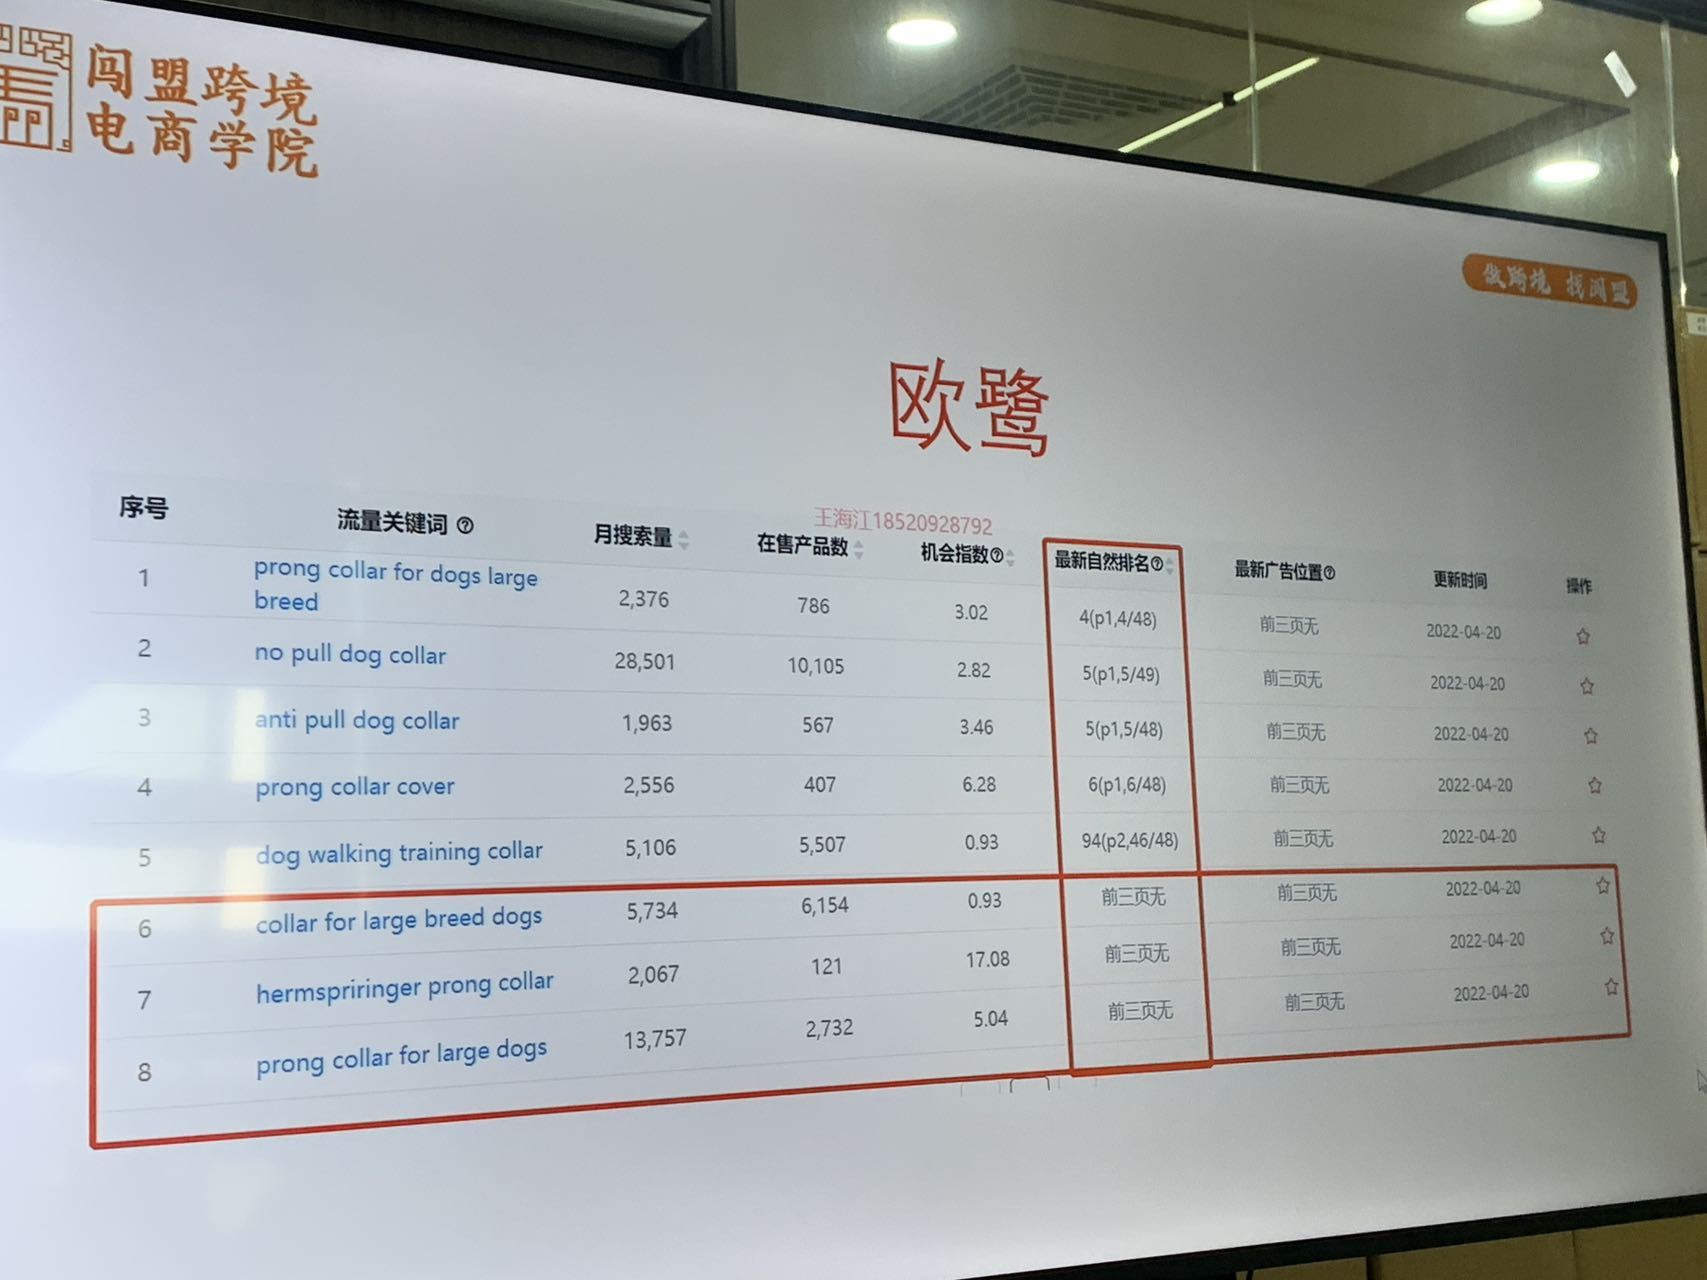 闯盟跨境
电商学院
做跨境 找闯盟
欧鹭
王海江18520928792
序号 流量关键词 月搜索量 在售产品数 机会指数 最新自然排名 最新广告位置 更新时间 操作
1 prong collar for dogs large breed 2,376 786 3.02 4(p1,4/48) 前三页无 2022-04-20
2 no pull dog collar 28,501 10,105 2.82 5(p1,5/49) 前三页无 2022-04-20
3 anti pull dog collar 1,963 567 3.46 5(p1,5/48) 前三页无 2022-04-20
4 prong collar cover 2,556 407 6.28 6(p1,6/48) 前三页无 2022-04-20
5 dog walking training collar 5,106 5,507 0.93 94(p2,46/48) 前三页无 2022-04-20
6 collar for large breed dogs 5,734 6,154 0.93 前三页无 前三页无 2022-04-20
7 hermspriringer prong collar 2,067 121 17.08 前三页无 前三页无 2022-04-20
8 prong collar for large dogs 13,757 2,732 5.04 前三页无 前三页无 2022-04-20